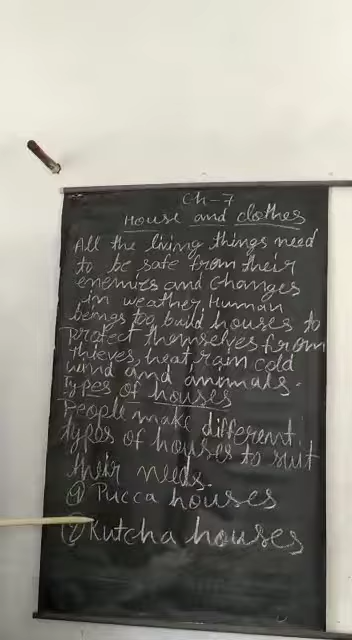 Ch-7
House and clothes
All the living things need
to be safe from their
enemies and changes
in weather. Human
beings too build houses to
Protect themselves from
thieves, heat rain cold
wind and animals.
Types of houses
People make different
types of houses to suit
their needs.
① Pucca houses
② Kutcha houses